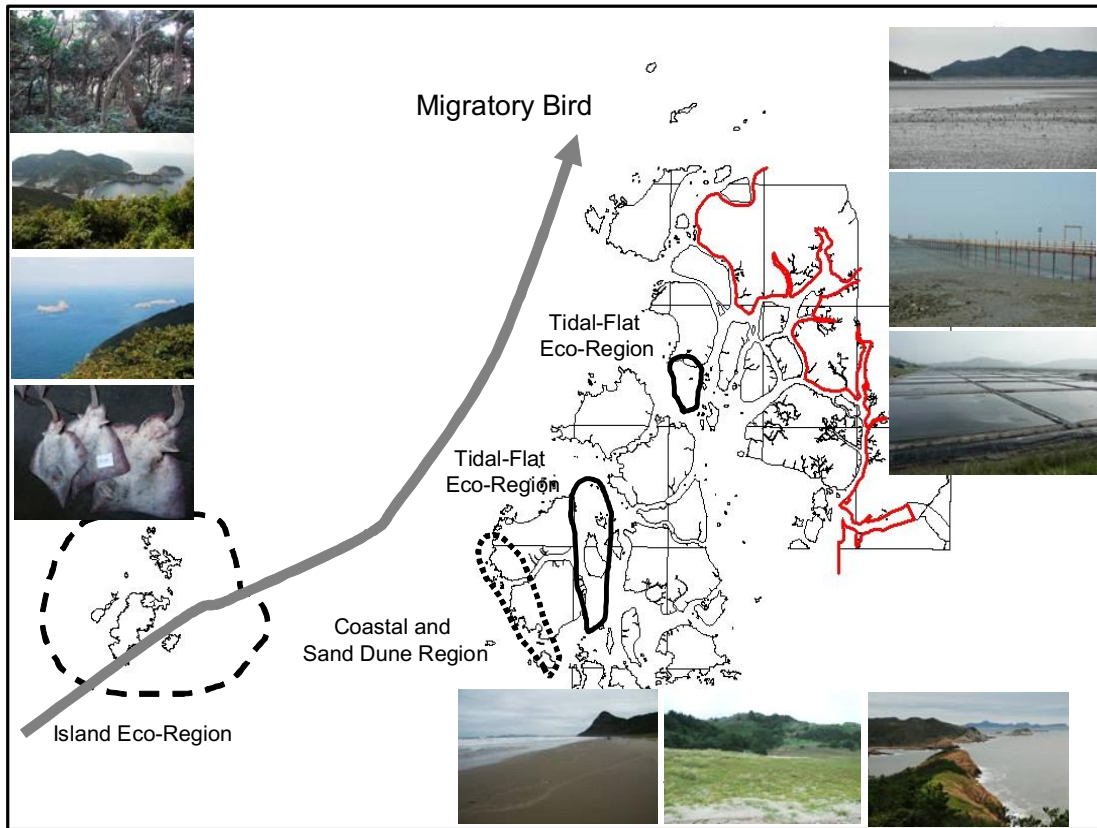 Migratory Bird
Tidal-Flat
Eco-Region
Tidal-Flat
Eco-Region
Coastal and
Sand Dune Region
Island Eco-Region